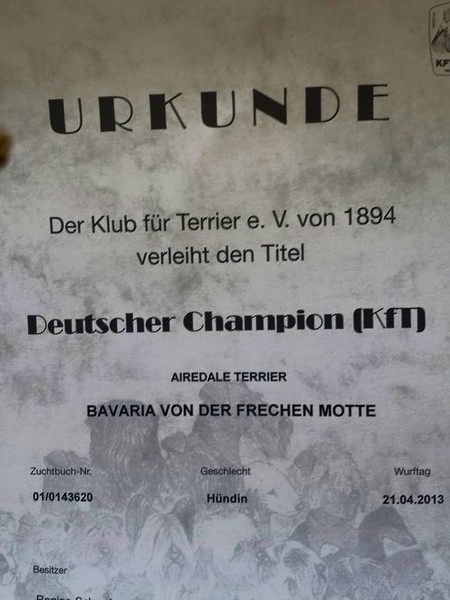 KFT
URKUNDE
Der Klub für Terrier e. V. von 1894
verleiht den Titel
Deutscher Champion (KfT)
AIREDALE TERRIER
BAVARIA VON DER FRECHEN MOTTE
Zuchtbuch-Nr. Geschlecht Wurftag
01/0143620 Hündin 21.04.2013
Besitzer